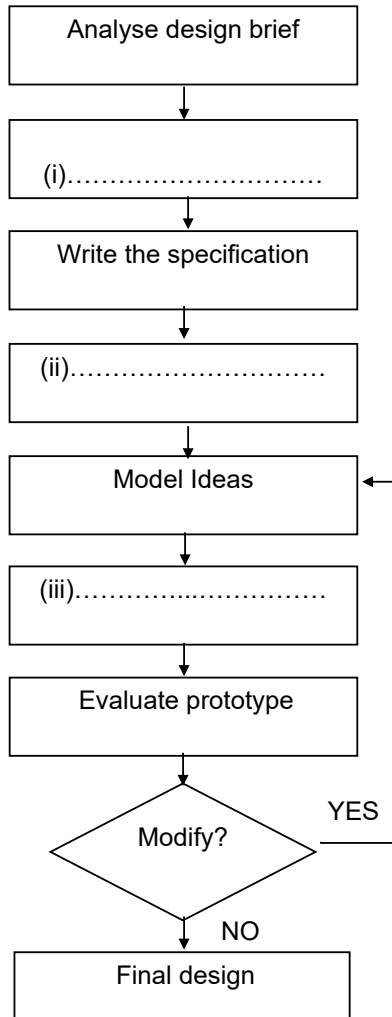 Analyse design brief
(i)…………………………
Write the specification
(ii)…………………………
Model Ideas
(iii)…………...……………
Evaluate prototype
Modify?
YES
NO
Final design